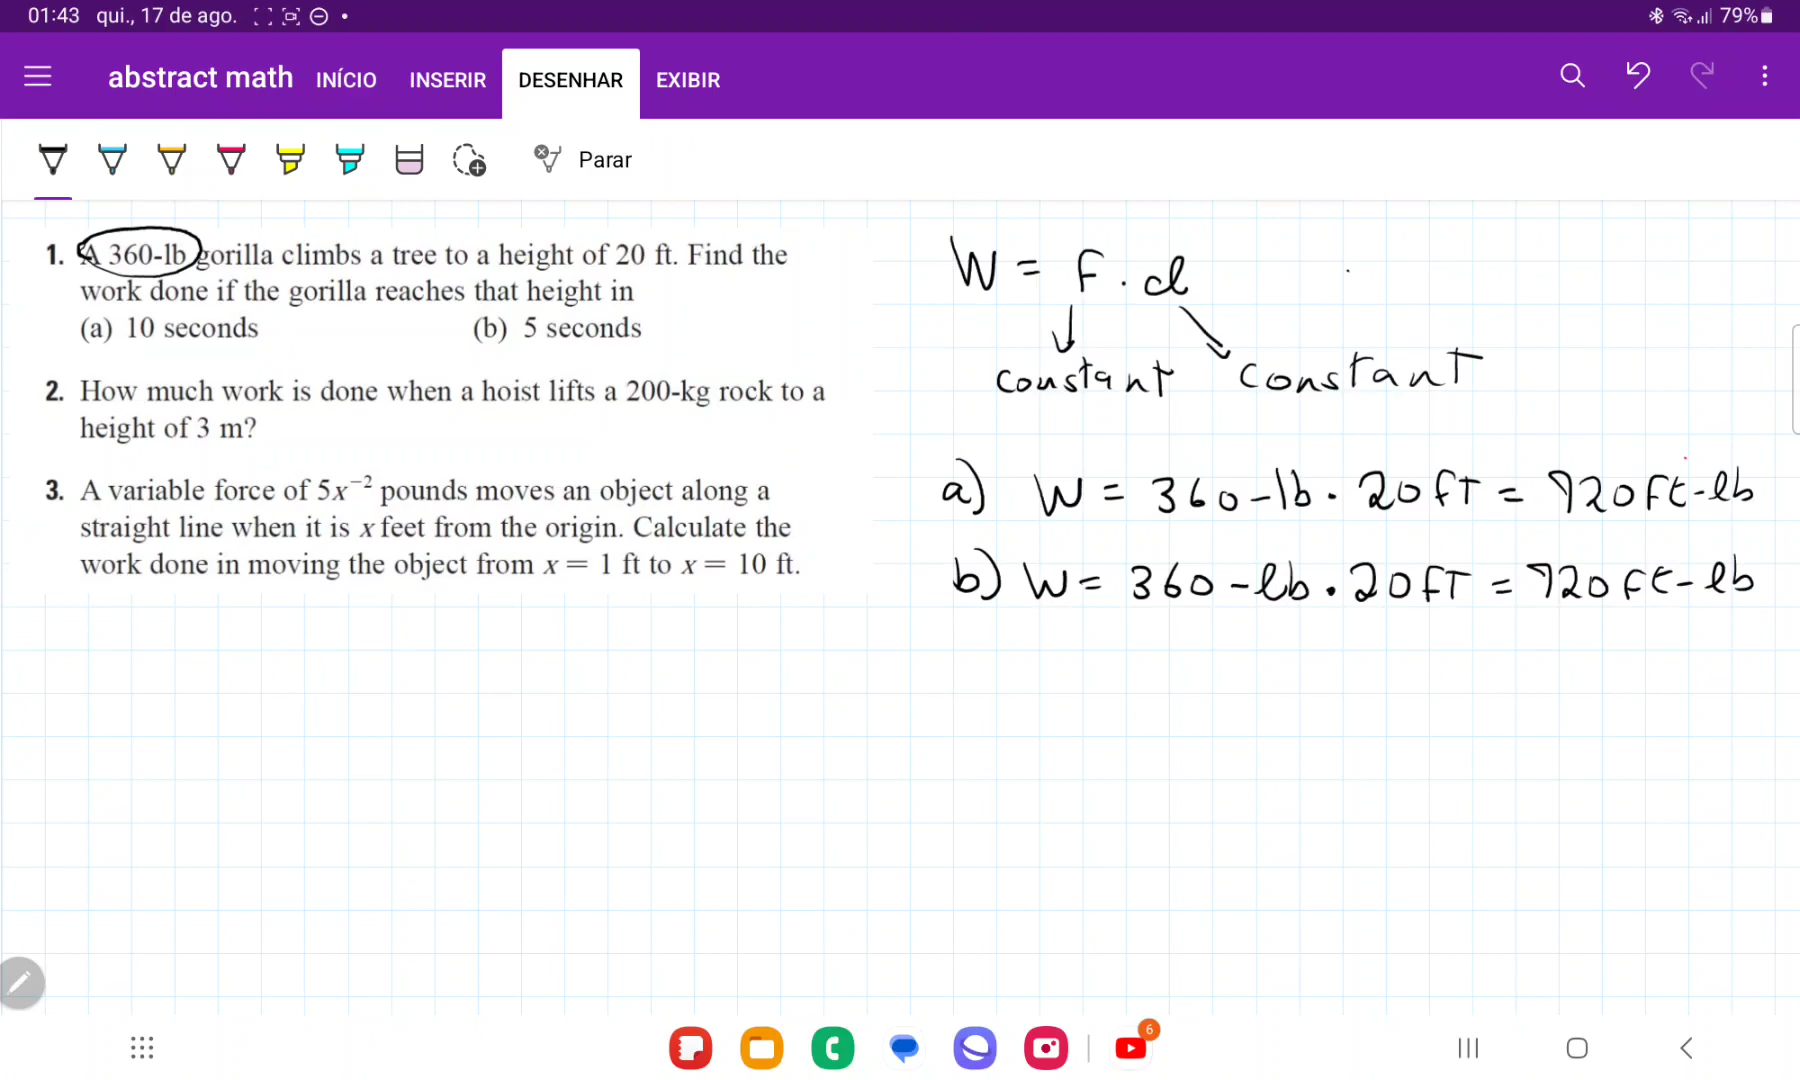 01:43 qui., 17 de ago. 79%
abstract math INÍCIO INSERIR DESENHAR EXIBIR
Parar
1. A 360-lb gorilla climbs a tree to a height of 20 ft. Find the
work done if the gorilla reaches that height in
(a) 10 seconds (b) 5 seconds
2. How much work is done when a hoist lifts a 200-kg rock to a
height of 3 m?
3. A variable force of 5x⁻² pounds moves an object along a
straight line when it is x feet from the origin. Calculate the
work done in moving the object from x = 1 ft to x = 10 ft.
W = F . d
constant constant
a) W = 360-lb . 20 fT = 720 ft-lb
b) W = 360-lb . 20 fT = 720 ft-lb
6